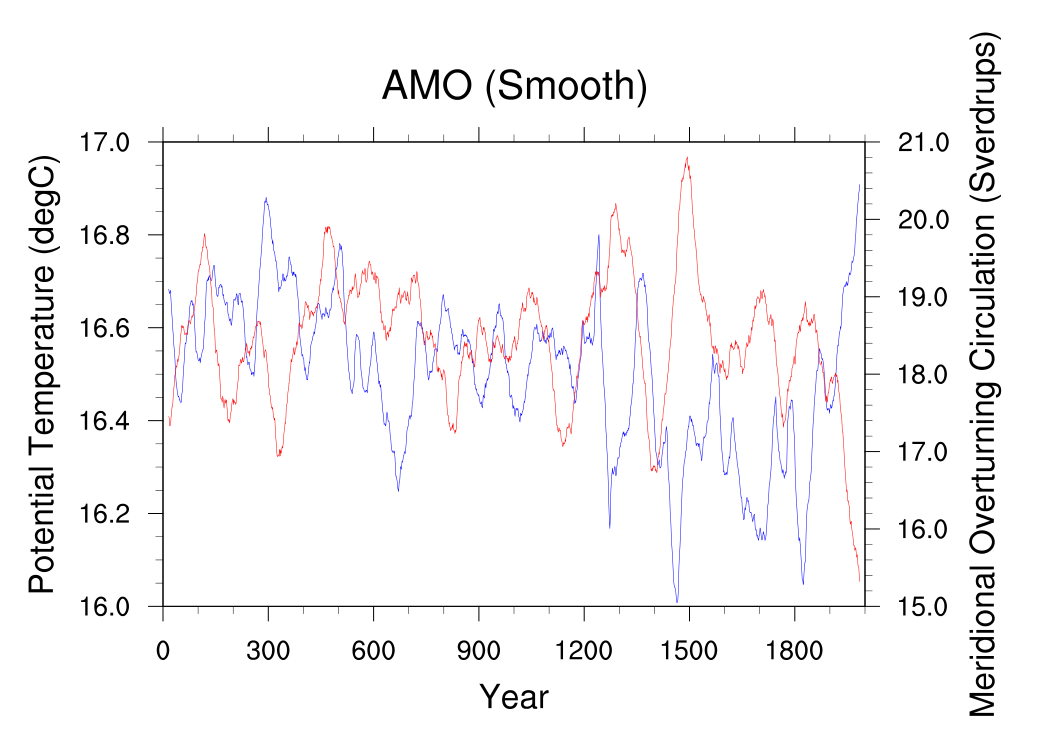 AMO (Smooth)
17.0
16.8
16.6
16.4
16.2
16.0
Potential Temperature (degC)
21.0
20.0
19.0
18.0
17.0
16.0
15.0
Meridional Overturning Circulation (Sverdrups)
0 300 600 900 1200 1500 1800
Year